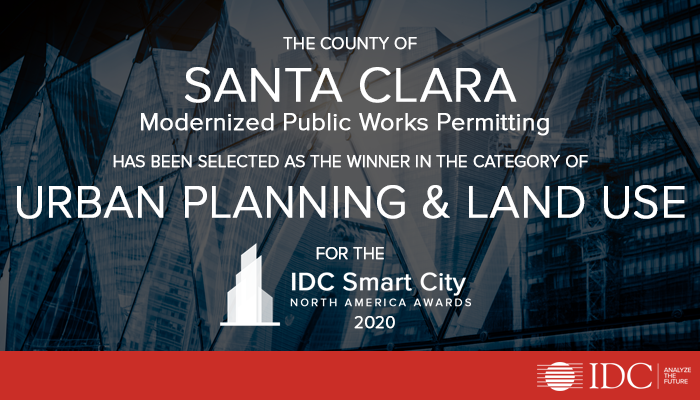 THE COUNTY OF
SANTA CLARA
Modernized Public Works Permitting
HAS BEEN SELECTED AS THE WINNER IN THE CATEGORY OF
URBAN PLANNING & LAND USE
FOR THE
IDC Smart City
NORTH AMERICA AWARDS
2020
IDC
ANALYZE
THE
FUTURE